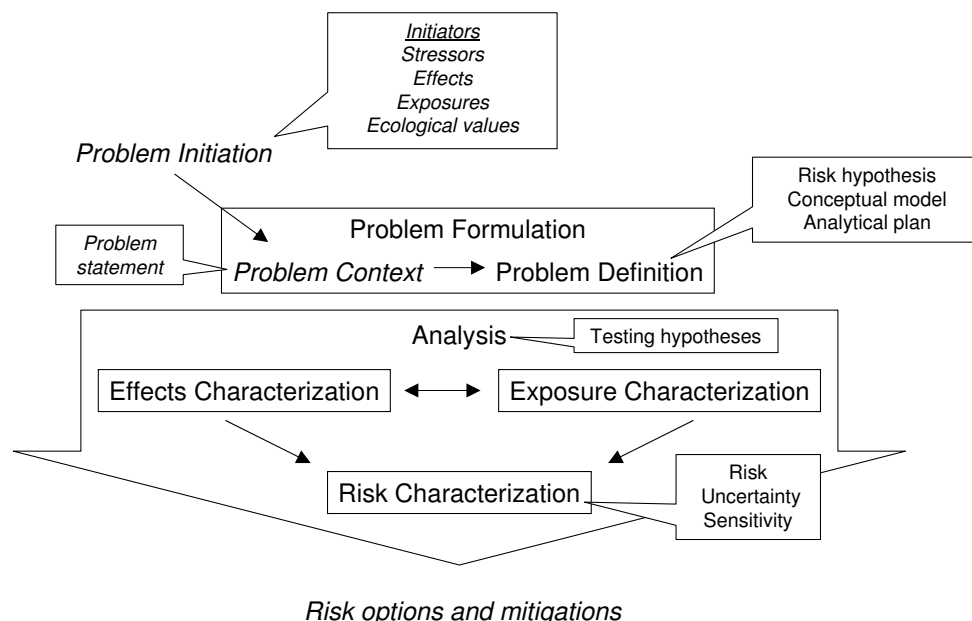 Initiators
Stressors
Effects
Exposures
Ecological values
Problem Initiation
Risk hypothesis
Conceptual model
Analytical plan
Problem Formulation
Problem
statement
Problem Context
Problem Definition
Analysis
Testing hypotheses
Effects Characterization
Exposure Characterization
Risk Characterization
Risk
Uncertainty
Sensitivity
Risk options and mitigations